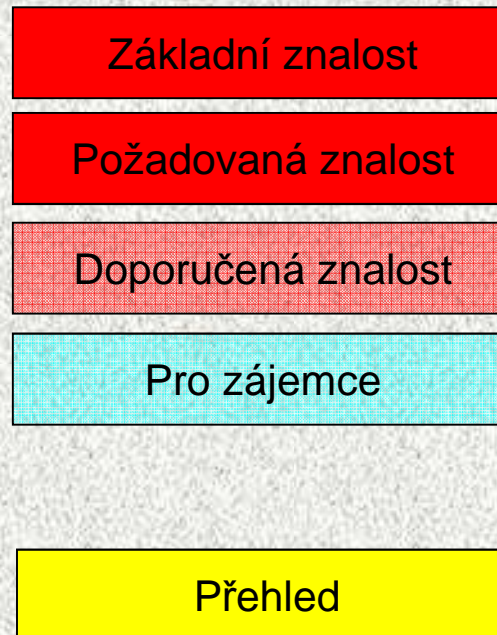 Základní znalost
Požadovaná znalost
Doporučená znalost
Pro zájemce
Přehled